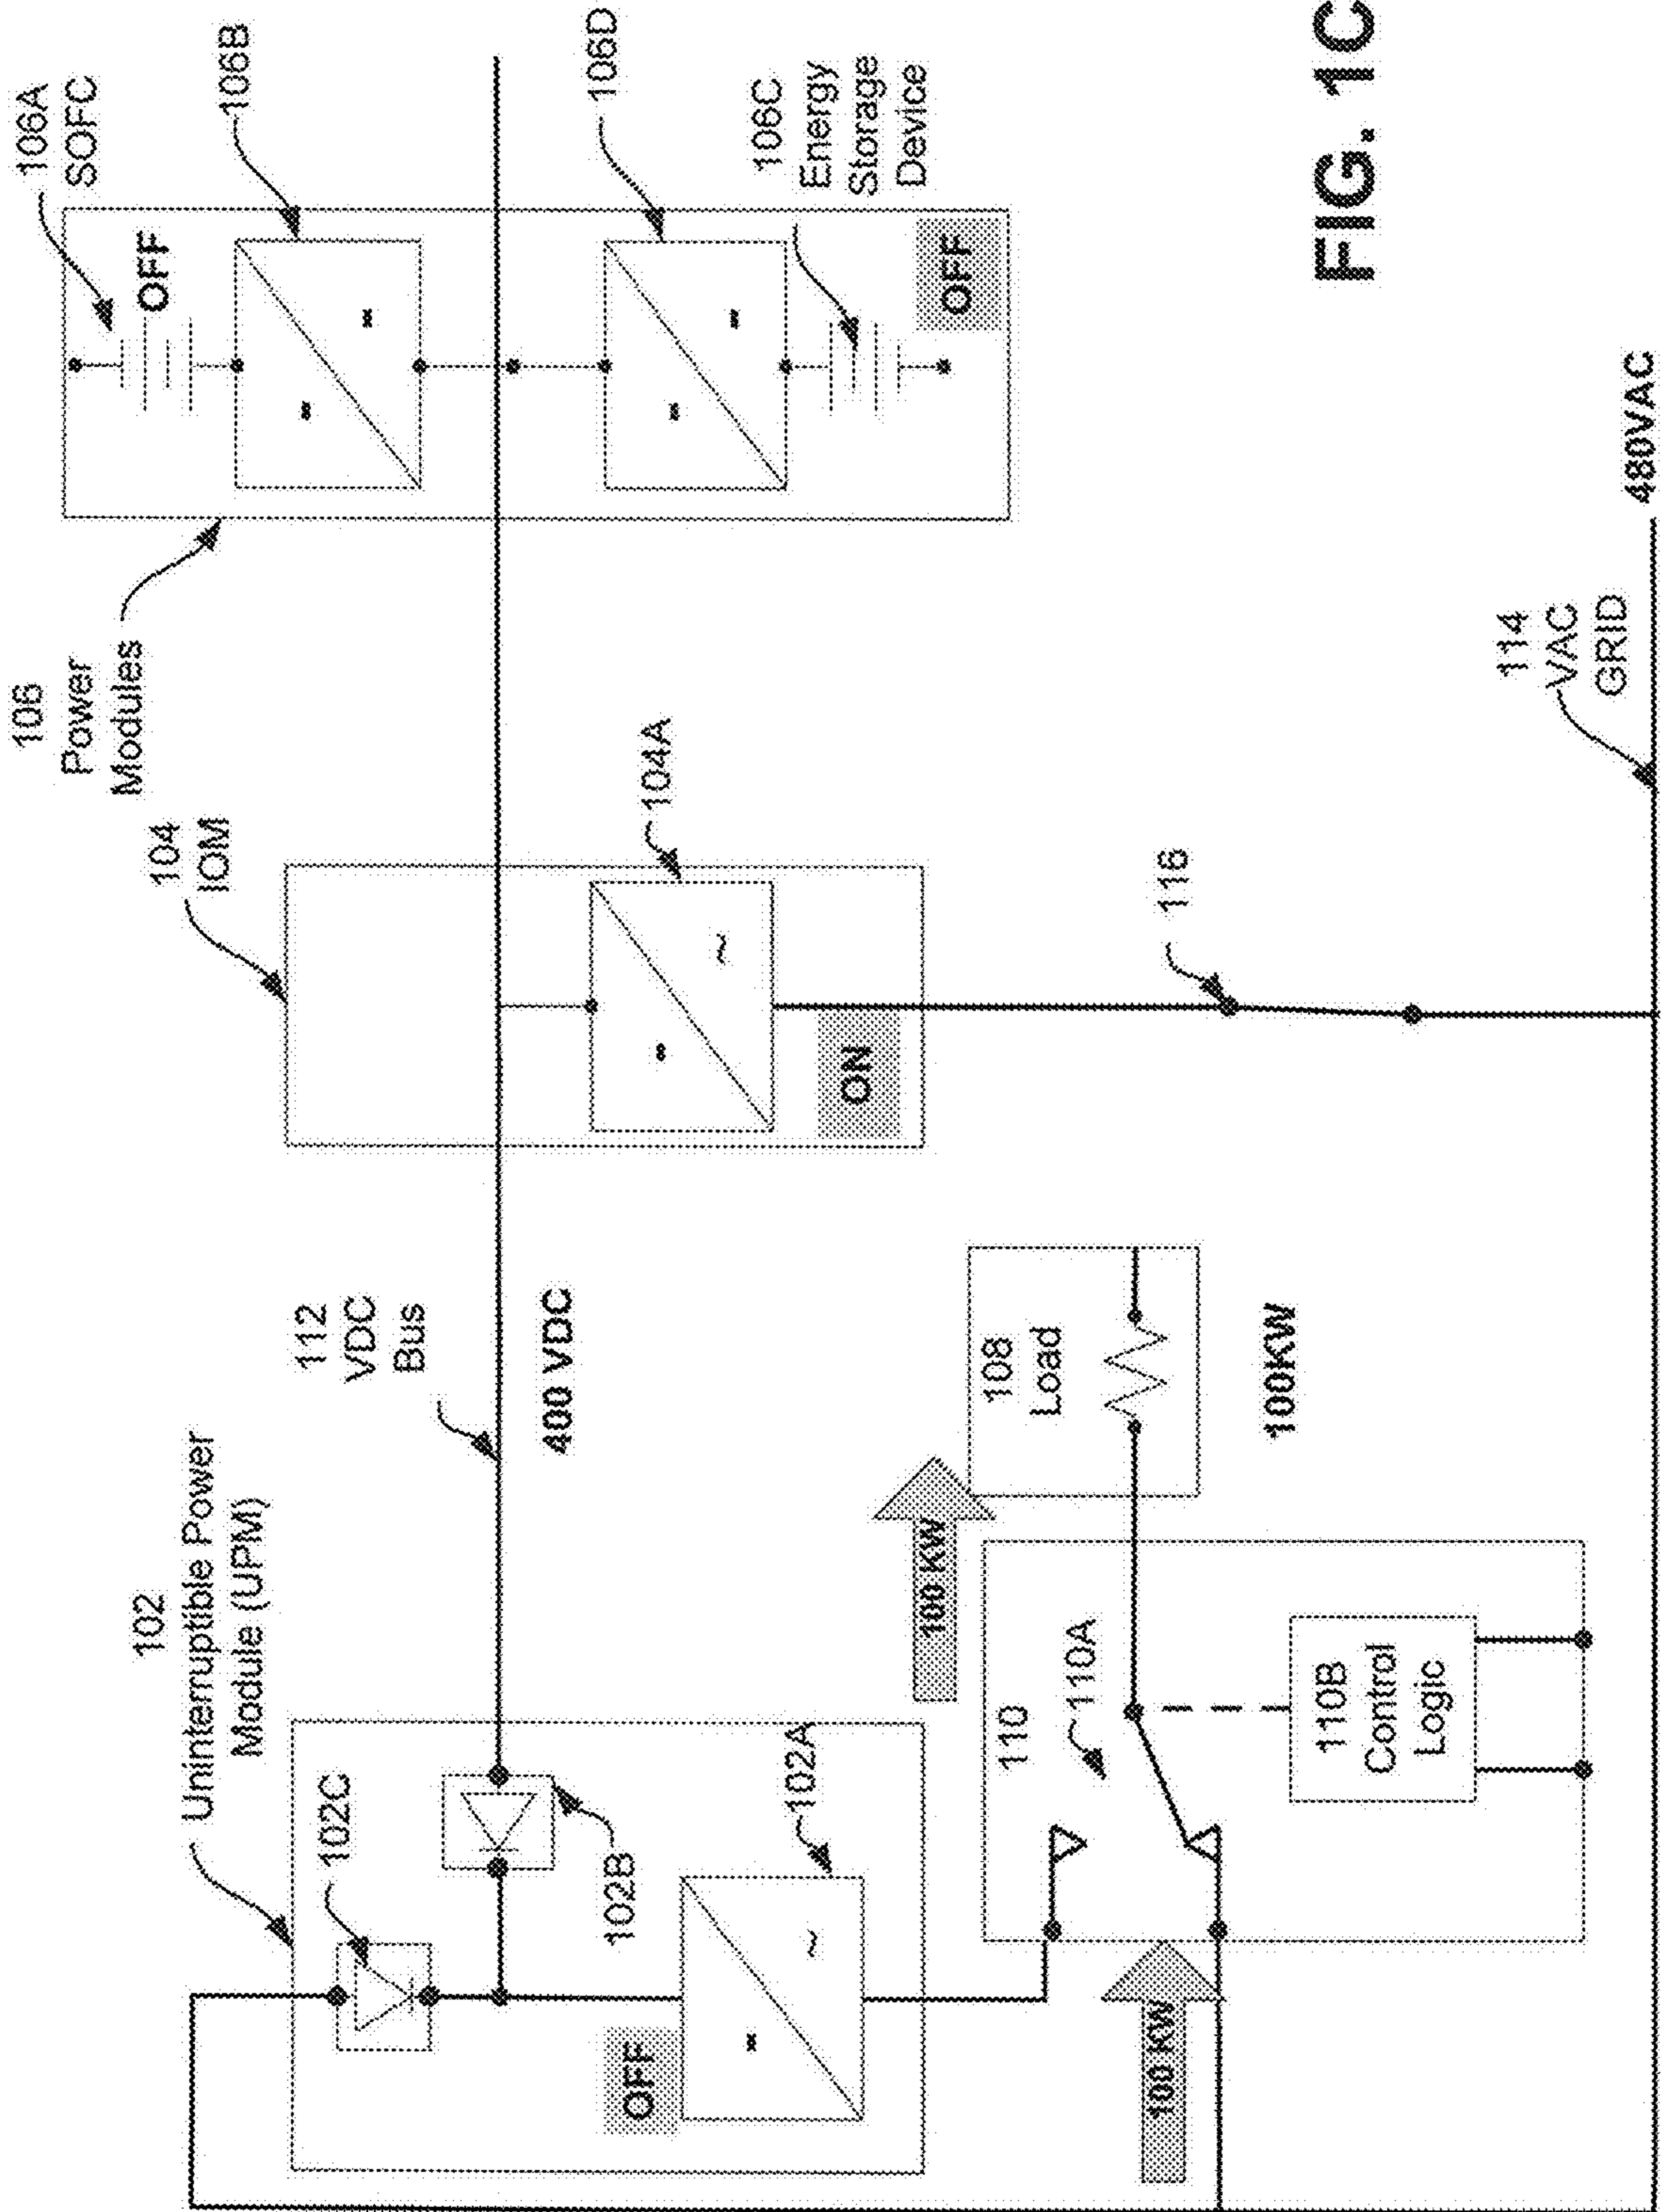 102
Uninterruptible Power
Module (UPM)
102C
102B
102A
OFF
112
VDC
Bus
400 VDC
104
IOM
104A
ON
106
Power
Modules
106A
SOFC
OFF
106B
106D
106C
Energy
Storage
Device
OFF
100 KW
100 KW
110
110A
110B
Control
Logic
108
Load
100KW
116
114
VAC
GRID
480VAC
FIG. 1C